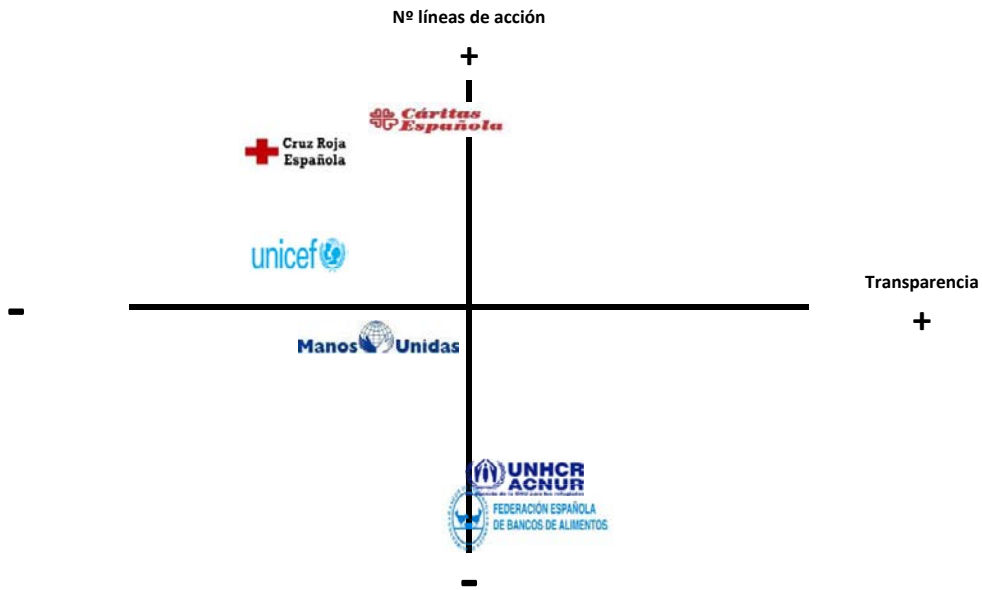 Nº líneas de acción
+
Cáritas
Española
Cruz Roja
Española
unicef
Transparencia
-
+
Manos Unidas
UNHCR
ACNUR
FEDERACIÓN ESPAÑOLA
DE BANCOS DE ALIMENTOS
-